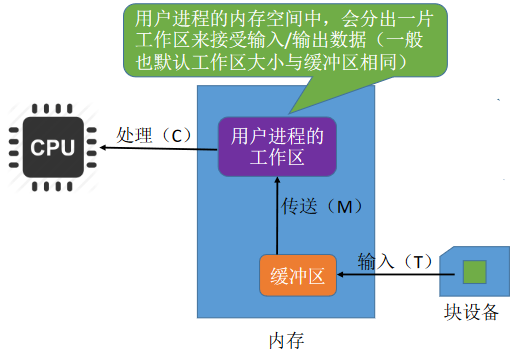 用户进程的内存空间中，会分出一片
工作区来接受输入/输出数据（一般
也默认工作区大小与缓冲区相同）
CPU
处理（C）
用户进程的
工作区
传送（M）
缓冲区
输入（T）
块设备
内存